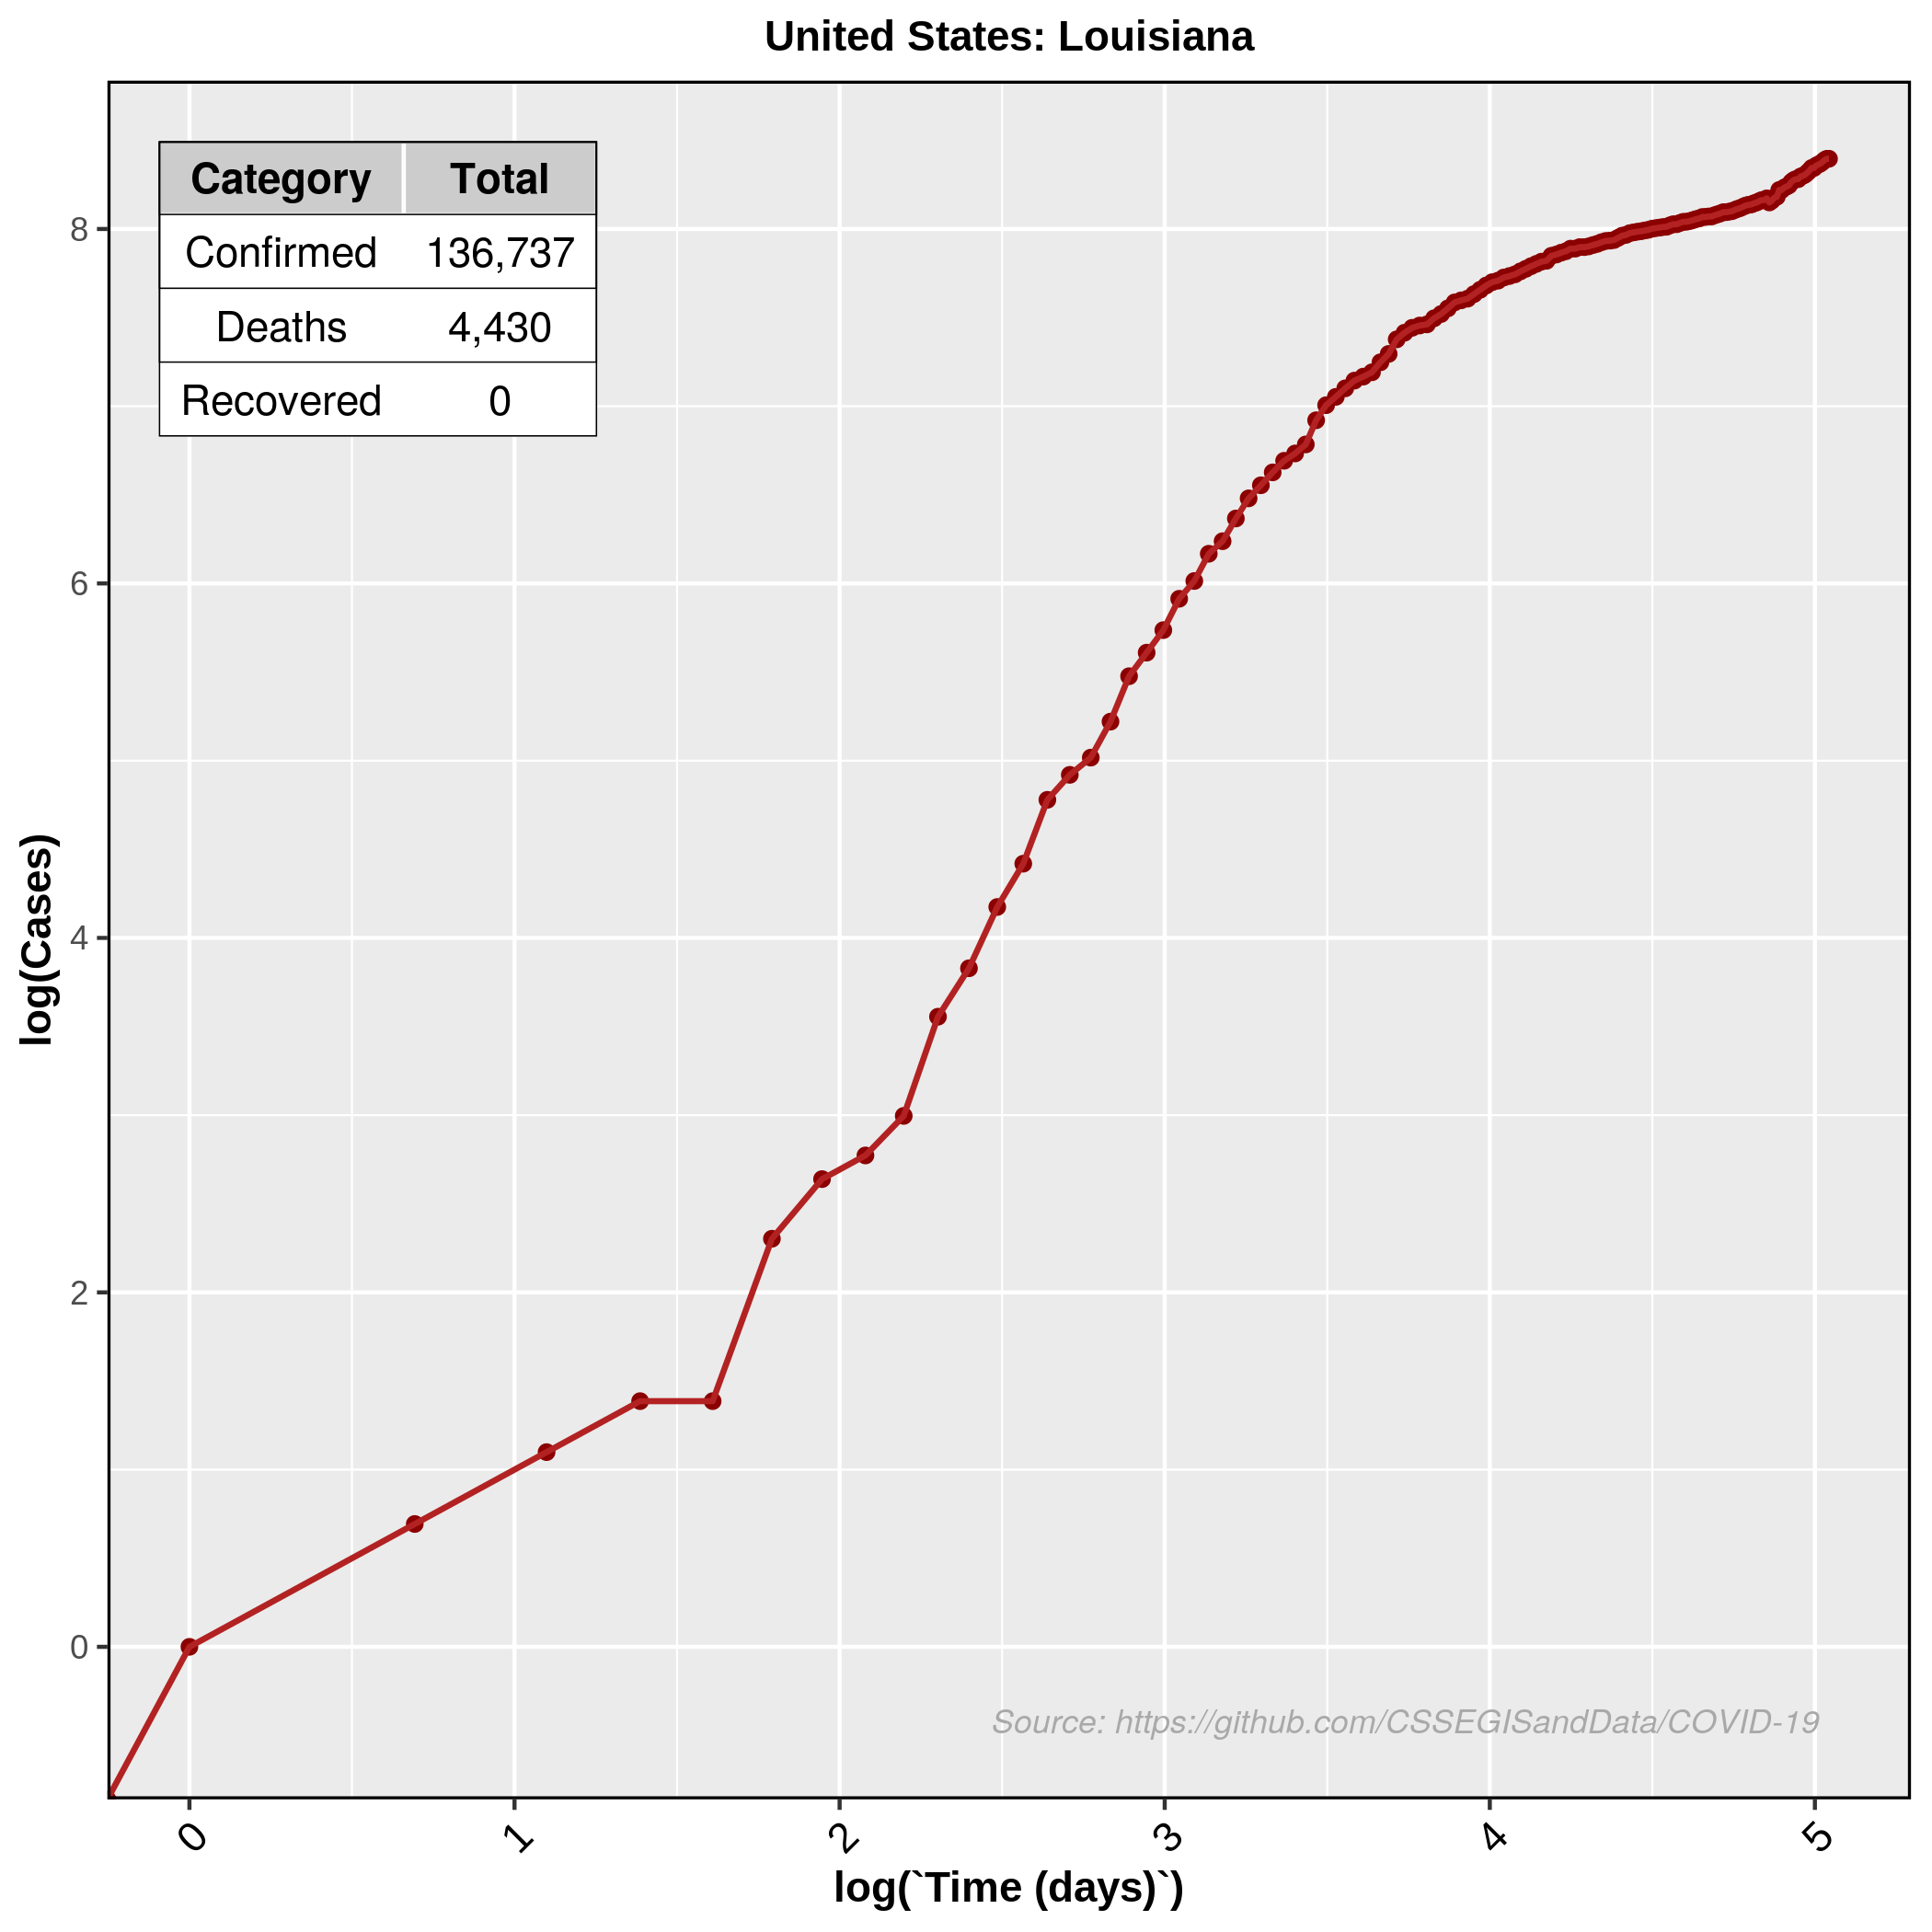 United States: Louisiana
Category Total
Confirmed 136,737
Deaths 4,430
Recovered 0
8
6
4
2
0
log(Cases)
Source: https://github.com/CSSEGISandData/COVID-19
0 1 2 3 4 5
log(`Time (days)`)